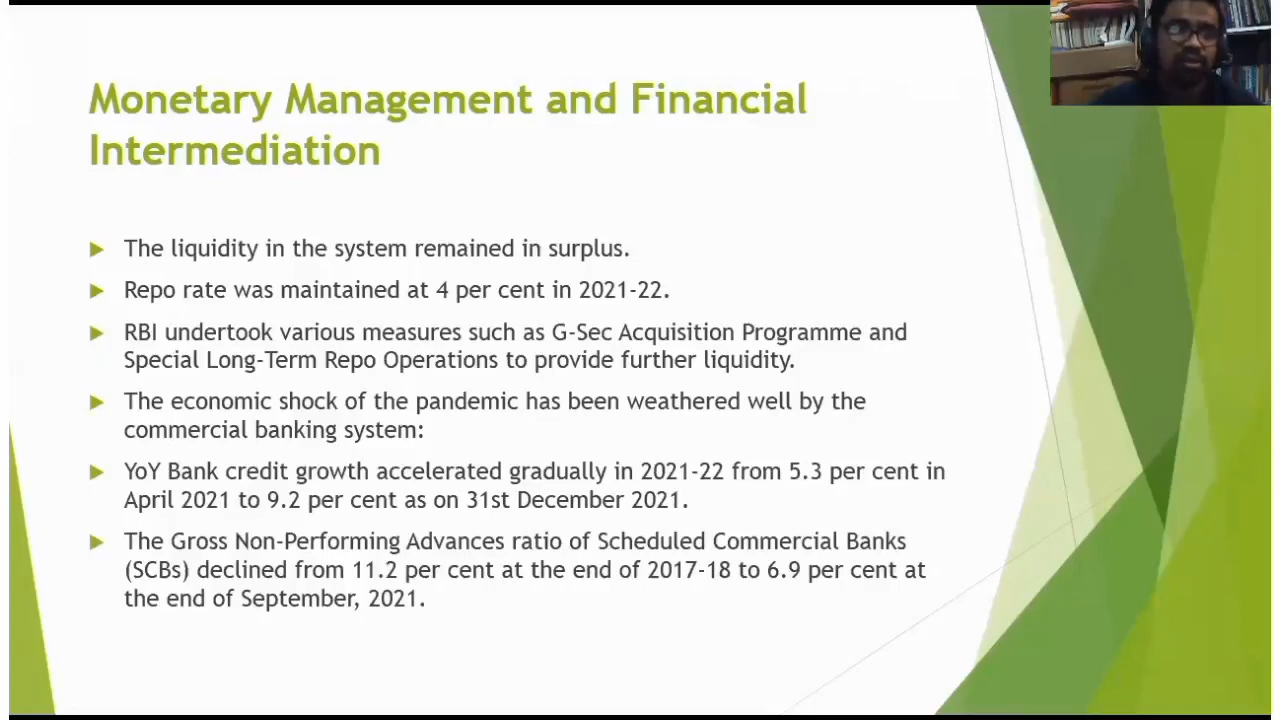 Monetary Management and Financial
Intermediation
The liquidity in the system remained in surplus.
Repo rate was maintained at 4 per cent in 2021-22.
RBI undertook various measures such as G-Sec Acquisition Programme and
Special Long-Term Repo Operations to provide further liquidity.
The economic shock of the pandemic has been weathered well by the
commercial banking system:
YoY Bank credit growth accelerated gradually in 2021-22 from 5.3 per cent in
April 2021 to 9.2 per cent as on 31st December 2021.
The Gross Non-Performing Advances ratio of Scheduled Commercial Banks
(SCBs) declined from 11.2 per cent at the end of 2017-18 to 6.9 per cent at
the end of September, 2021.